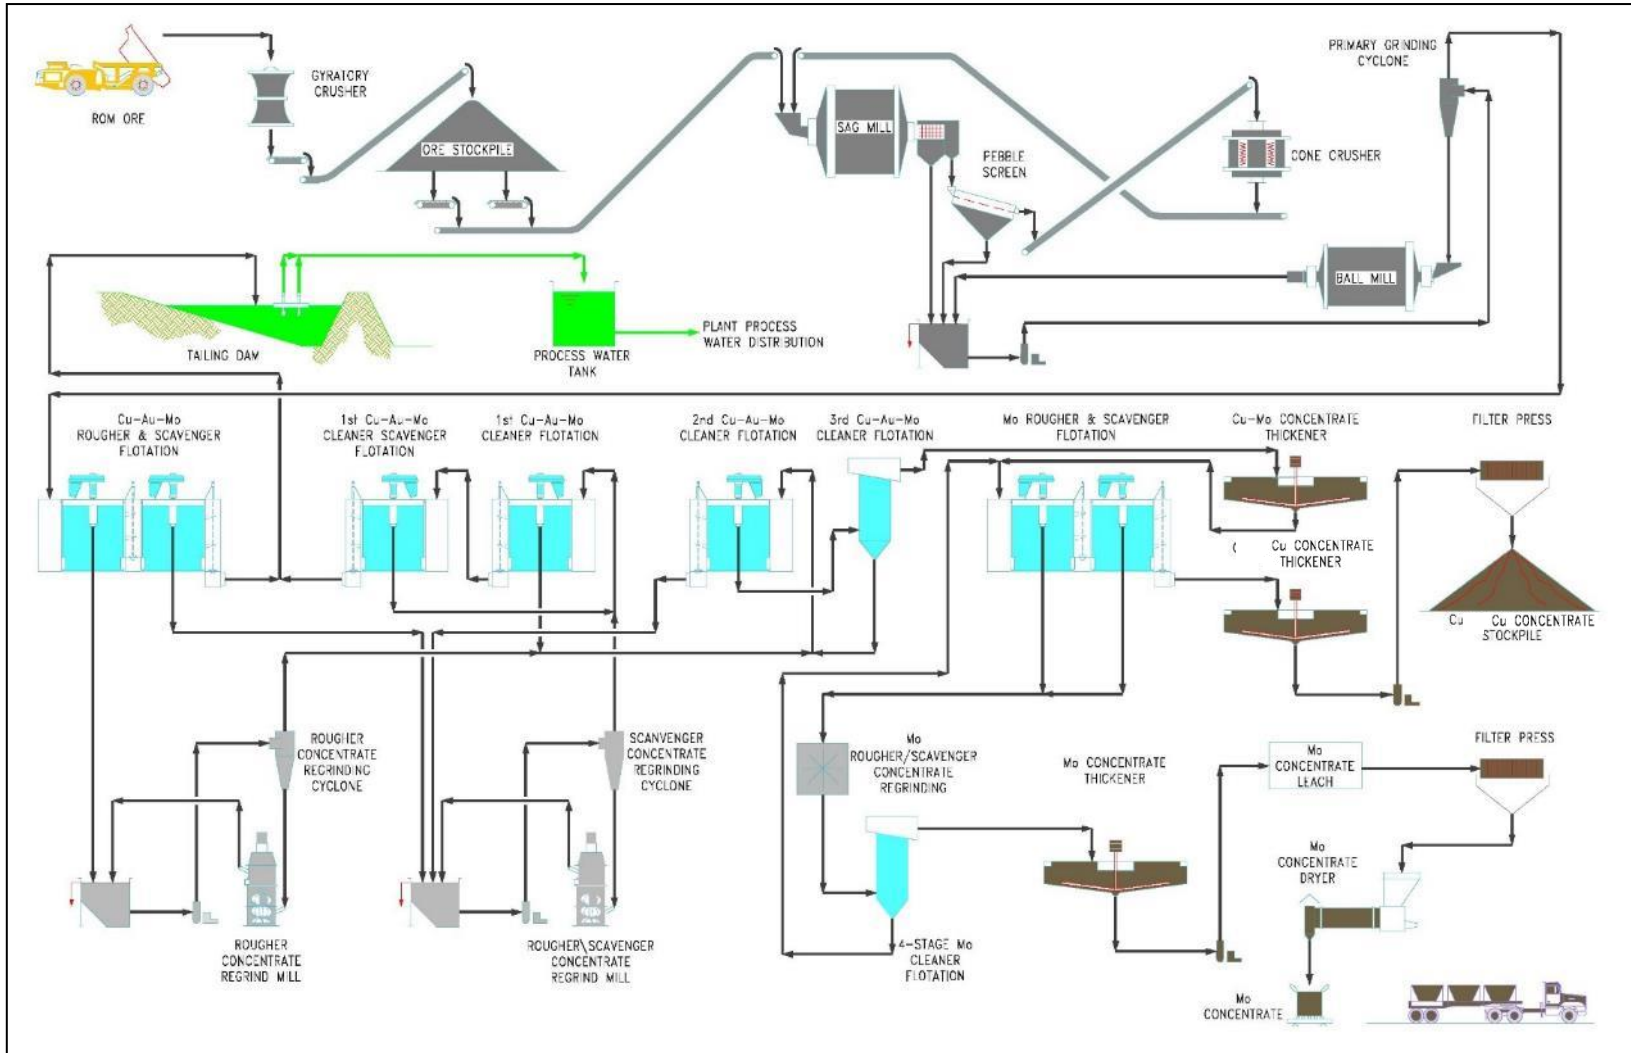 ROM ORE
GYRATORY
CRUSHER
ORE STOCKPILE
SAG MILL
PEBBLE
SCREEN
CONE CRUSHER
PRIMARY GRINDING
CYCLONE
BALL MILL
TAILING DAM
PROCESS WATER
TANK
PLANT PROCESS
WATER DISTRIBUTION
Cu-Au-Mo
ROUGHER & SCAVENGER
FLOTATION
1st Cu-Au-Mo
CLEANER SCAVENGER
FLOTATION
1st Cu-Au-Mo
CLEANER FLOTATION
2nd Cu-Au-Mo
CLEANER FLOTATION
3rd Cu-Au-Mo
CLEANER FLOTATION
Mo ROUGHER & SCAVENGER
FLOTATION
Cu-Mo CONCENTRATE
THICKENER
FILTER PRESS
( Cu CONCENTRATE
THICKENER
Cu Cu CONCENTRATE
STOCKPILE
ROUGHER
CONCENTRATE
REGRINDING
CYCLONE
SCANVENGER
CONCENTRATE
REGRINDING
CYCLONE
Mo
ROUGHER/SCAVENGER
CONCENTRATE
REGRINDING
Mo CONCENTRATE
THICKENER
Mo
CONCENTRATE
LEACH
FILTER PRESS
Mo
CONCENTRATE
DRYER
ROUGHER
CONCENTRATE
REGRIND MILL
ROUGHER\SCAVENGER
CONCENTRATE
REGRIND MILL
4-STAGE Mo
CLEANER
FLOTATION
Mo
CONCENTRATE